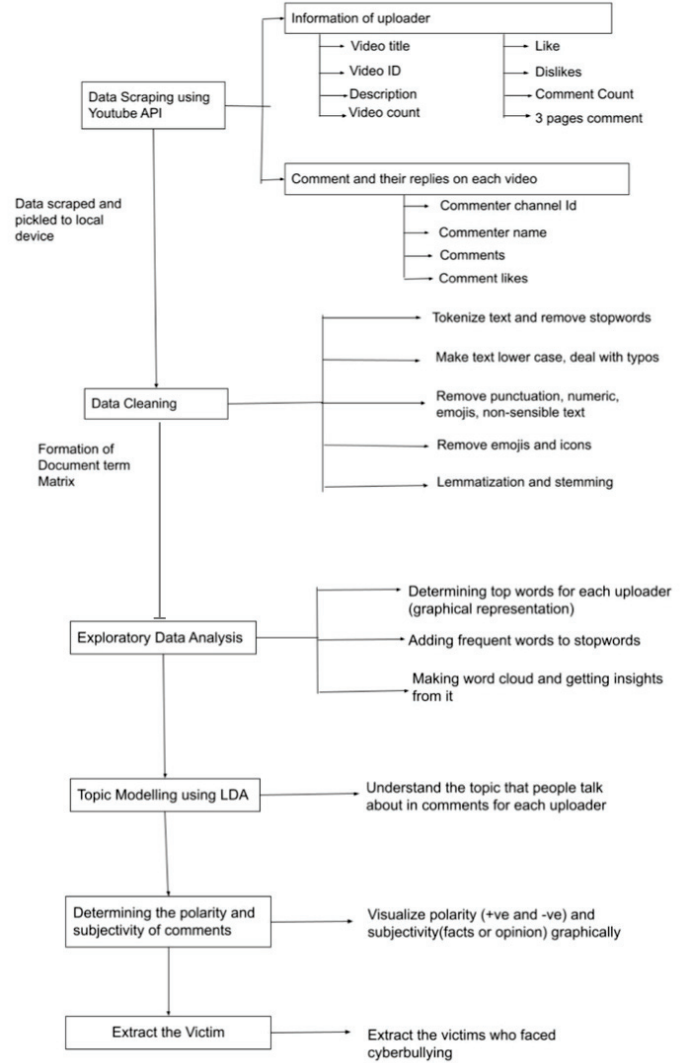 Information of uploader
Video title
Like
Video ID
Dislikes
Description
Comment Count
Video count
3 pages comment
Data Scraping using
Youtube API
Comment and their replies on each video
Commenter channel Id
Commenter name
Comments
Comment likes
Data scraped and
pickled to local
device
Tokenize text and remove stopwords
Make text lower case, deal with typos
Data Cleaning
Remove punctuation, numeric,
emojis, non-sensible text
Remove emojis and icons
Lemmatization and stemming
Formation of
Document term
Matrix
Determining top words for each uploader
(graphical representation)
Exploratory Data Analysis
Adding frequent words to stopwords
Making word cloud and getting insights
from it
Topic Modelling using LDA
Understand the topic that people talk
about in comments for each uploader
Determining the polarity and
subjectivity of comments
Visualize polarity (+ve and -ve) and
subjectivity(facts or opinion) graphically
Extract the Victim
Extract the victims who faced
cyberbullying